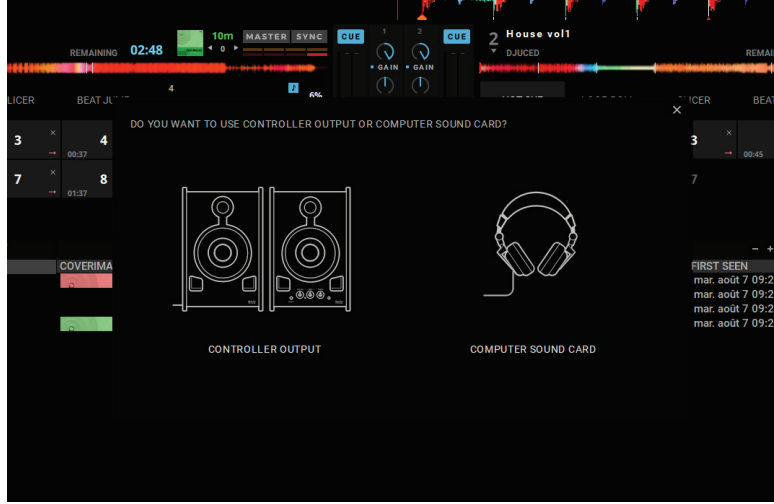 10m MASTER SYNC CUE 1 2 CUE 2 House vol1
REMAINING 02:48 0 GAIN GAIN DJUCED
4 6%
BEAT
DO YOU WANT TO USE CONTROLLER OUTPUT OR COMPUTER SOUND CARD?
3 4 3
00:37 00:45
7 8 7
01:37
COVERIMA FIRST SEEN
mar. août 7 09:2
mar. août 7 09:2
mar. août 7 09:2
mar. août 7 09:2
CONTROLLER OUTPUT COMPUTER SOUND CARD